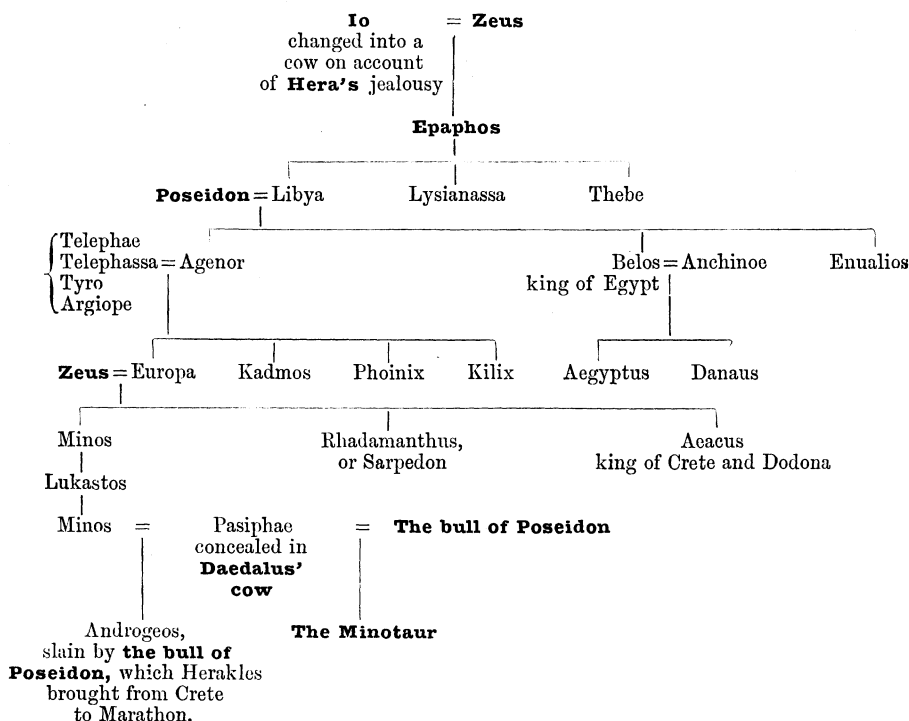 Io = Zeus
changed into a
cow on account
of Hera's jealousy
Epaphos
Poseidon = Libya Lysianassa Thebe
Telephae
Telephassa = Agenor Belos = Anchinoe Enualios
Tyro king of Egypt
Argiope
Zeus = Europa Kadmos Phoinix Kilix Aegyptus Danaus
Minos Rhadamanthus, Aeacus
or Sarpedon king of Crete and Dodona
Lukastos
Minos = Pasiphae = The bull of Poseidon
concealed in
Daedalus'
cow
Androgeos, The Minotaur
slain by the bull of
Poseidon, which Herakles
brought from Crete
to Marathon.